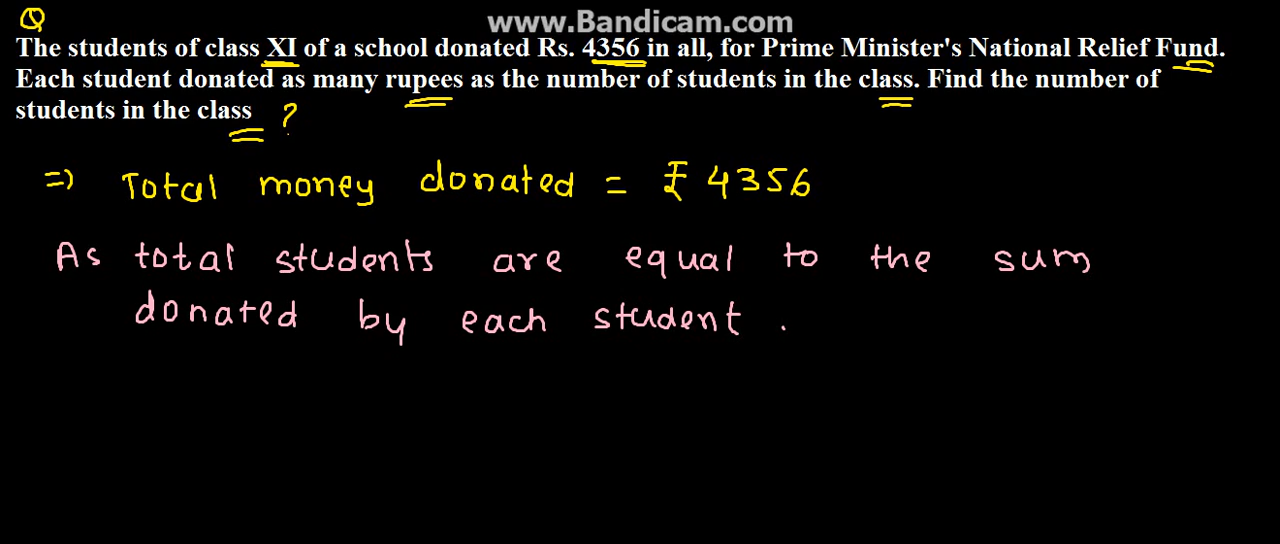 www.Bandicam.com
Q
The students of class XI of a school donated Rs. 4356 in all, for Prime Minister's National Relief Fund.
Each student donated as many rupees as the number of students in the class. Find the number of
students in the class ?
=> Total money donated = ₹ 4356
As total students are equal to the sum
donated by each student .